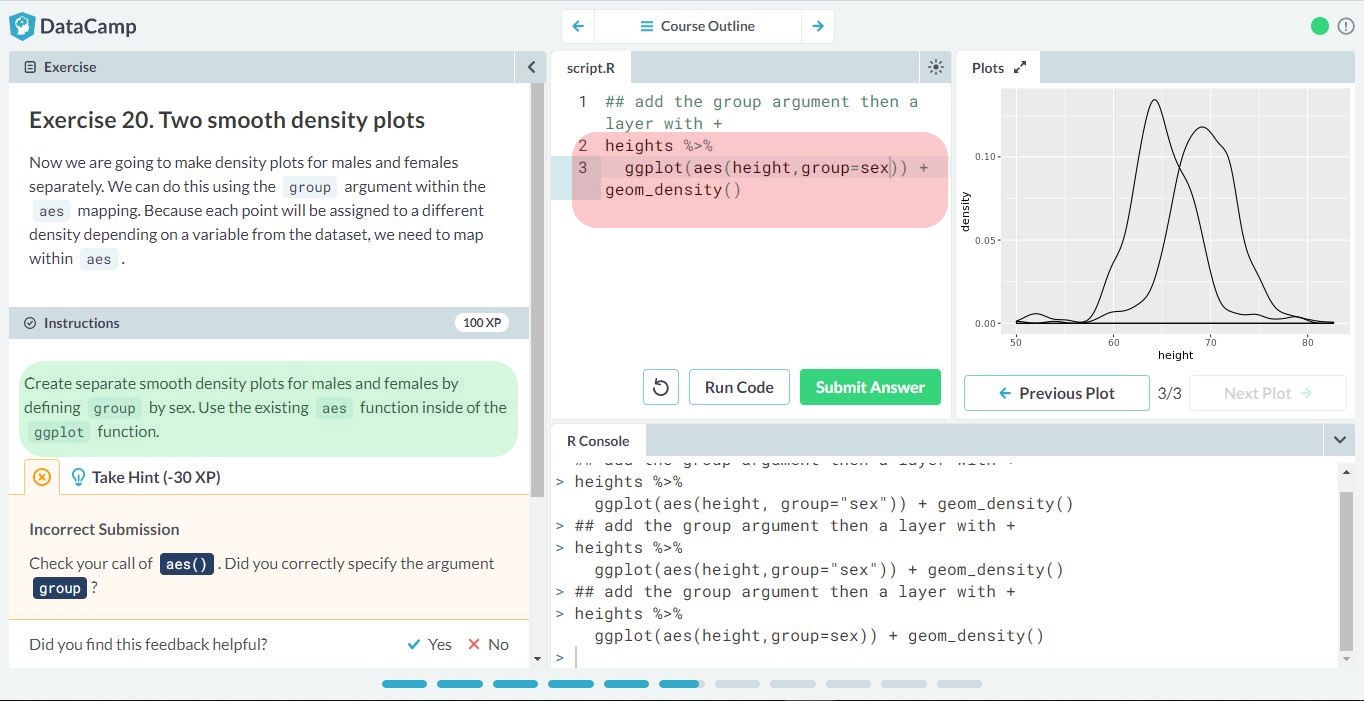 DataCamp
Course Outline
Exercise
Exercise 20. Two smooth density plots
Now we are going to make density plots for males and females
separately. We can do this using the group argument within the
aes mapping. Because each point will be assigned to a different
density depending on a variable from the dataset, we need to map
within aes .
Instructions
100 XP
Create separate smooth density plots for males and females by
defining group by sex. Use the existing aes function inside of the
ggplot function.
Take Hint (-30 XP)
Incorrect Submission
Check your call of aes() . Did you correctly specify the argument
group ?
Did you find this feedback helpful?
Yes
No
script.R
1 ## add the group argument then a
layer with +
2 heights %>%
3 ggplot(aes(height,group=sex)) +
geom_density()
Run Code
Submit Answer
Plots
0.10
0.05
0.00
density
50 60 70 80
height
Previous Plot
3/3
Next Plot
R Console
## add the group argument then a layer with +
> heights %>%
ggplot(aes(height, group="sex")) + geom_density()
> ## add the group argument then a layer with +
> heights %>%
ggplot(aes(height,group="sex")) + geom_density()
> ## add the group argument then a layer with +
> heights %>%
ggplot(aes(height,group=sex)) + geom_density()
>